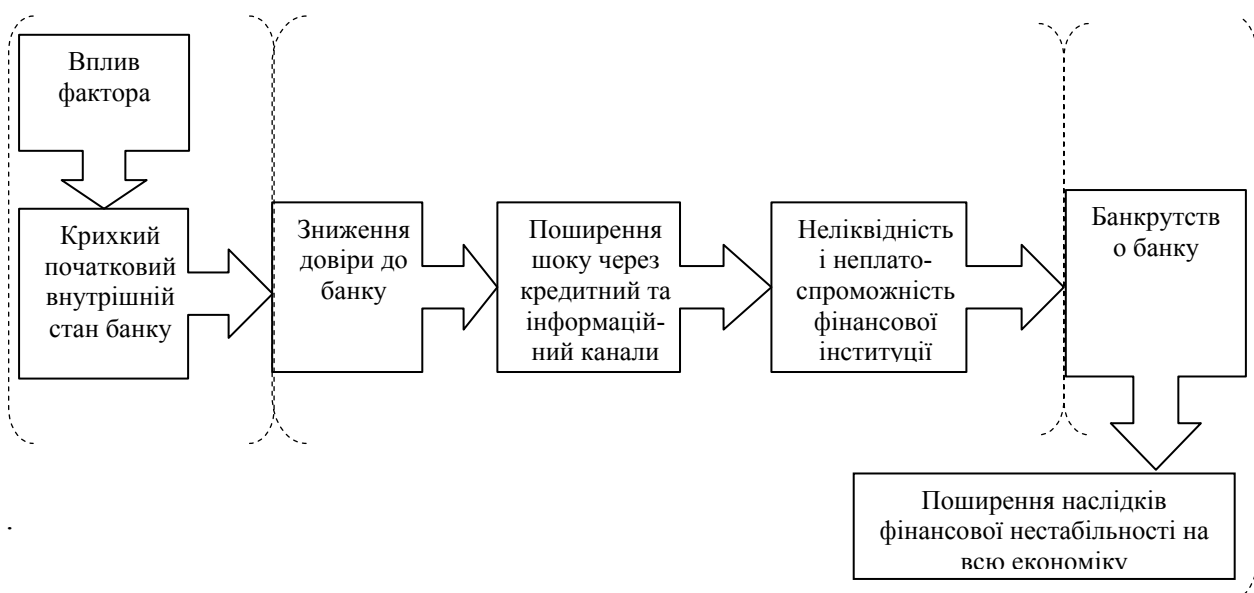 Вплив
фактора
Крихкий
початковий
внутрішній
стан банку
Зниження
довіри до
банку
Поширення
шоку через
кредитний та
інформацій-
ний канали
Неліквідність
і неплато-
спроможність
фінансової
інституції
Банкрутств
о банку
Поширення наслідків
фінансової нестабільності на
всю економіку
.